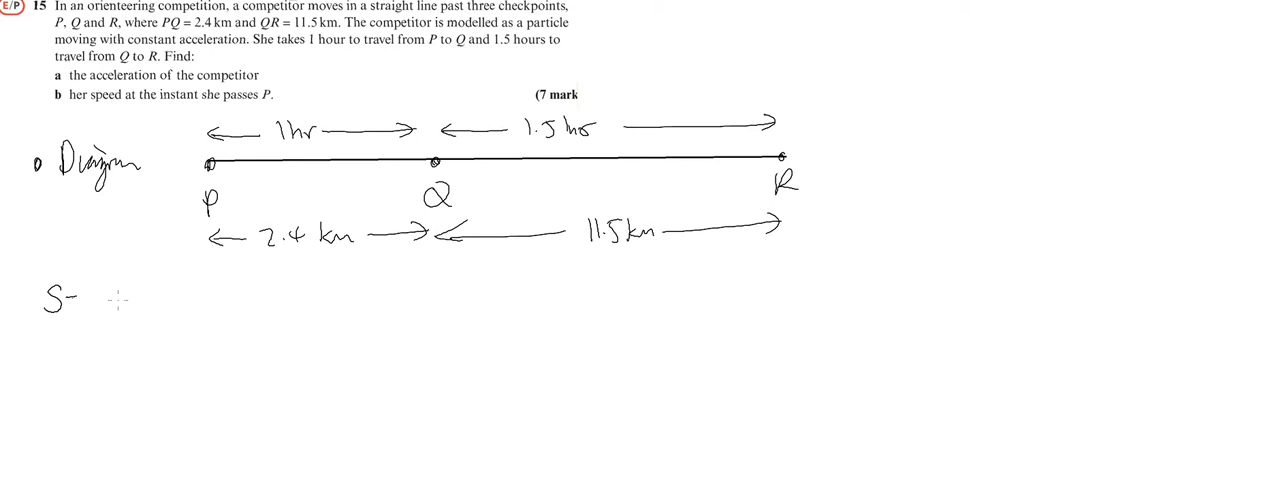 E/P 15 In an orienteering competition, a competitor moves in a straight line past three checkpoints,
P, Q and R, where PQ = 2.4 km and QR = 11.5 km. The competitor is modelled as a particle
moving with constant acceleration. She takes 1 hour to travel from P to Q and 1.5 hours to
travel from Q to R. Find:
a the acceleration of the competitor
b her speed at the instant she passes P. (7 mark
1hr 1.5 hrs
Diagram
P Q R
2.4 km 11.5 km
S-